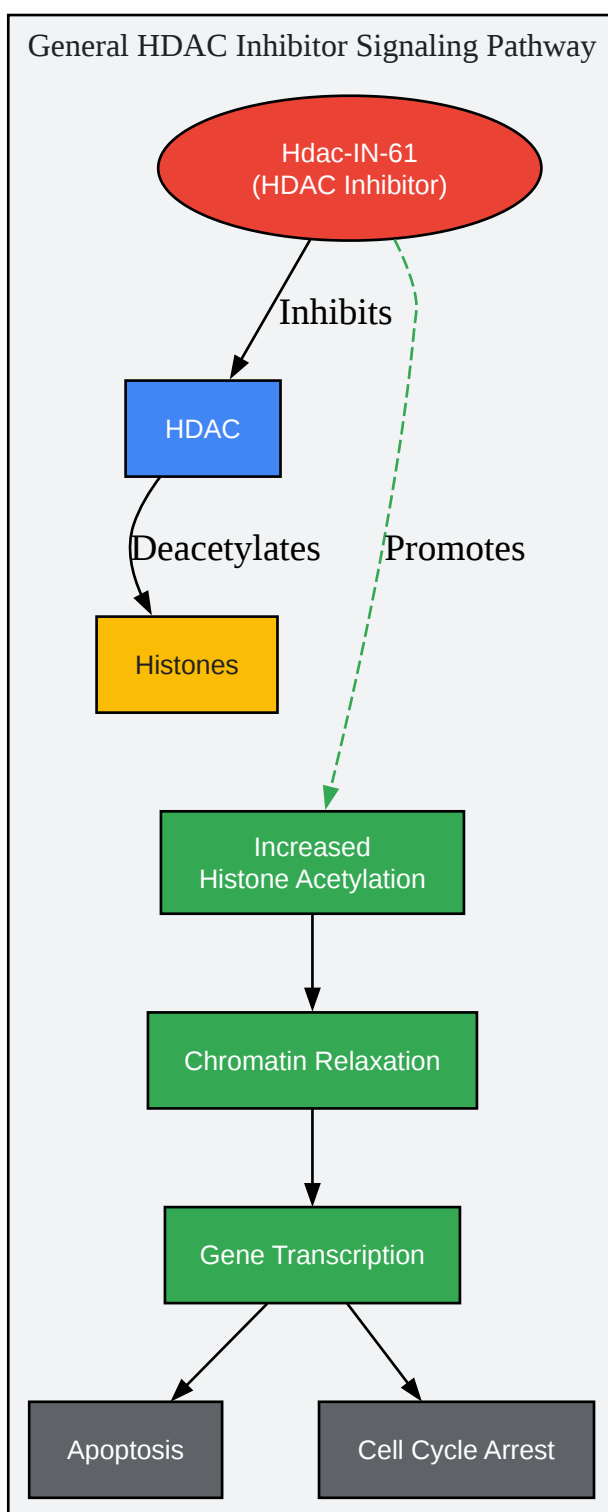 General HDAC Inhibitor Signaling Pathway
Hdac-IN-61
(HDAC Inhibitor)
Inhibits
HDAC
Deacetylates
Promotes
Histones
Increased
Histone Acetylation
Chromatin Relaxation
Gene Transcription
Apoptosis
Cell Cycle Arrest